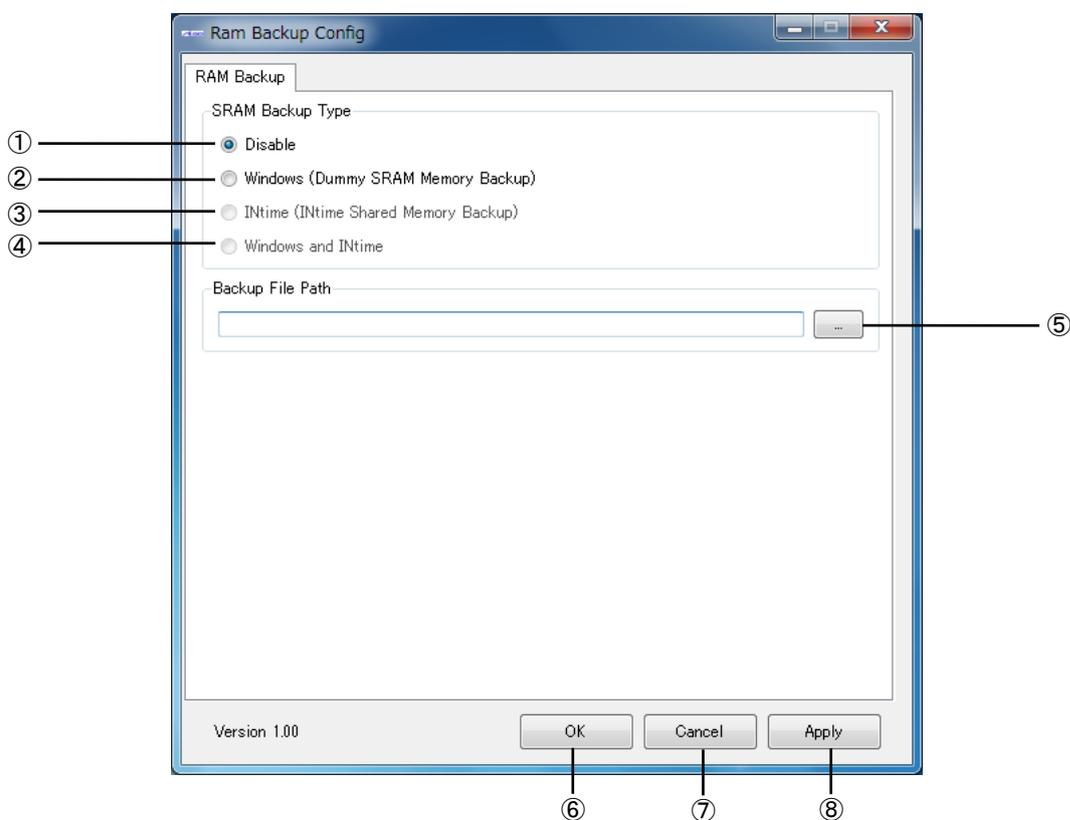 Ram Backup Config
RAM Backup
SRAM Backup Type
① Disable
② Windows (Dummy SRAM Memory Backup)
③ INtime (INtime Shared Memory Backup)
④ Windows and INtime
Backup File Path
... ⑤
Version 1.00 OK Cancel Apply
⑥ ⑦ ⑧